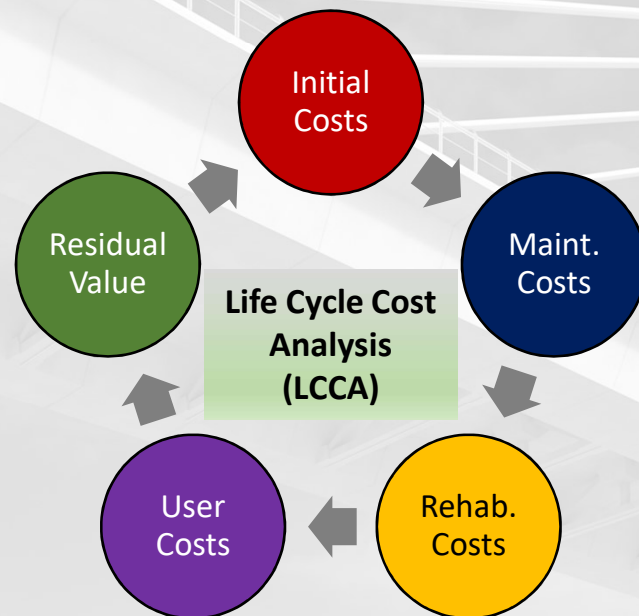 Initial
Costs
Maint.
Costs
Rehab.
Costs
User
Costs
Residual
Value
Life Cycle Cost
Analysis
(LCCA)